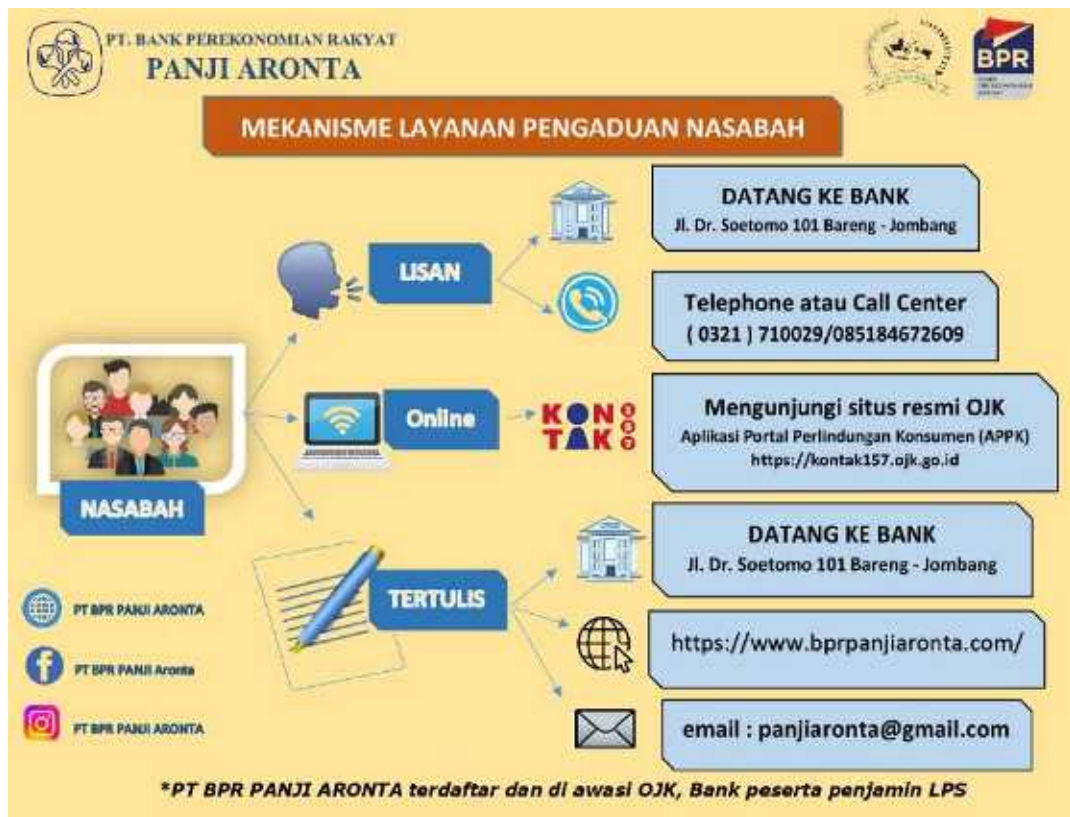 PT. BANK PEREKONOMIAN RAKYAT
PANJI ARONTA
BPR
MEKANISME LAYANAN PENGADUAN NASABAH
DATANG KE BANK
Jl. Dr. Soetomo 101 Bareng - Jombang
LISAN
Telephone atau Call Center
( 0321 ) 710029/085184672609
Online
KONTAK 157
Mengunjungi situs resmi OJK
Aplikasi Portal Perlindungan Konsumen (APPK)
https://kontak157.ojk.go.id
NASABAH
DATANG KE BANK
Jl. Dr. Soetomo 101 Bareng - Jombang
TERTULIS
https://www.bprpanjiaronta.com/
email : panjiaronta@gmail.com
PT BPR PANJI ARONTA
PT BPR PANJI Aronta
PT BPR PANJI ARONTA
*PT BPR PANJI ARONTA terdaftar dan di awasi OJK, Bank peserta penjamin LPS